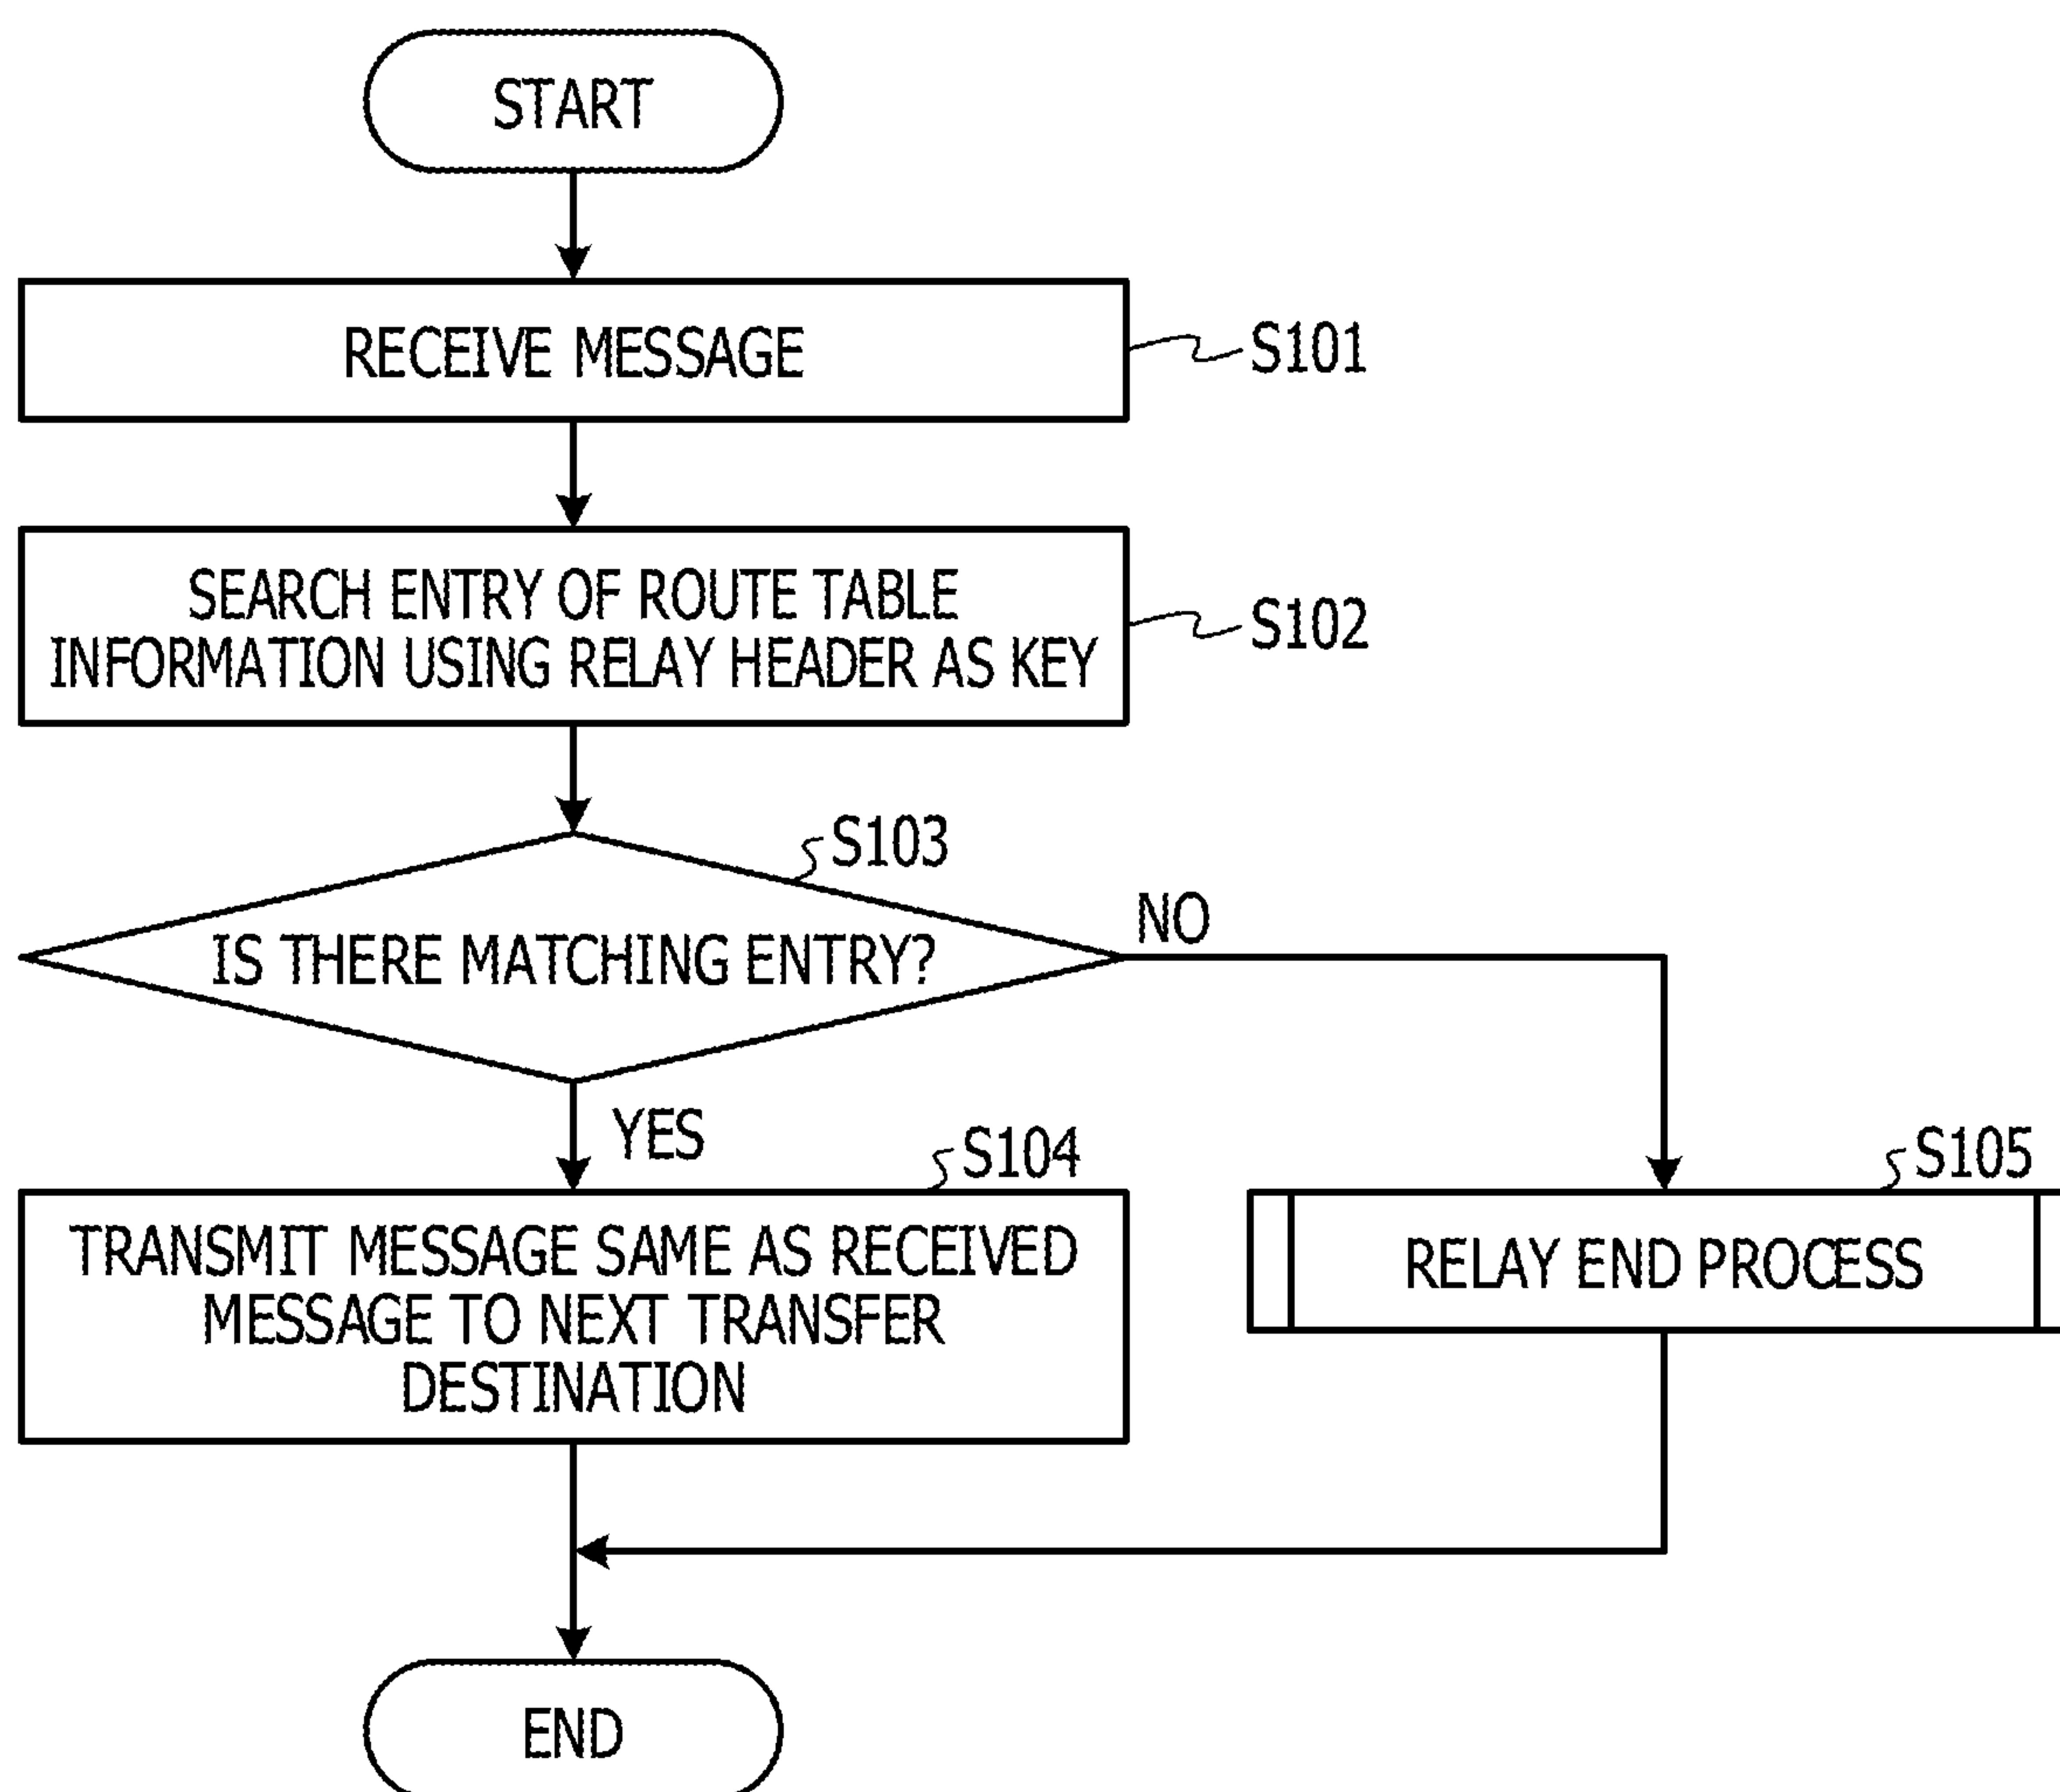 START
RECEIVE MESSAGE
S101
SEARCH ENTRY OF ROUTE TABLE
INFORMATION USING RELAY HEADER AS KEY
S102
S103
IS THERE MATCHING ENTRY?
NO
YES
S104
TRANSMIT MESSAGE SAME AS RECEIVED
MESSAGE TO NEXT TRANSFER
DESTINATION
S105
RELAY END PROCESS
END